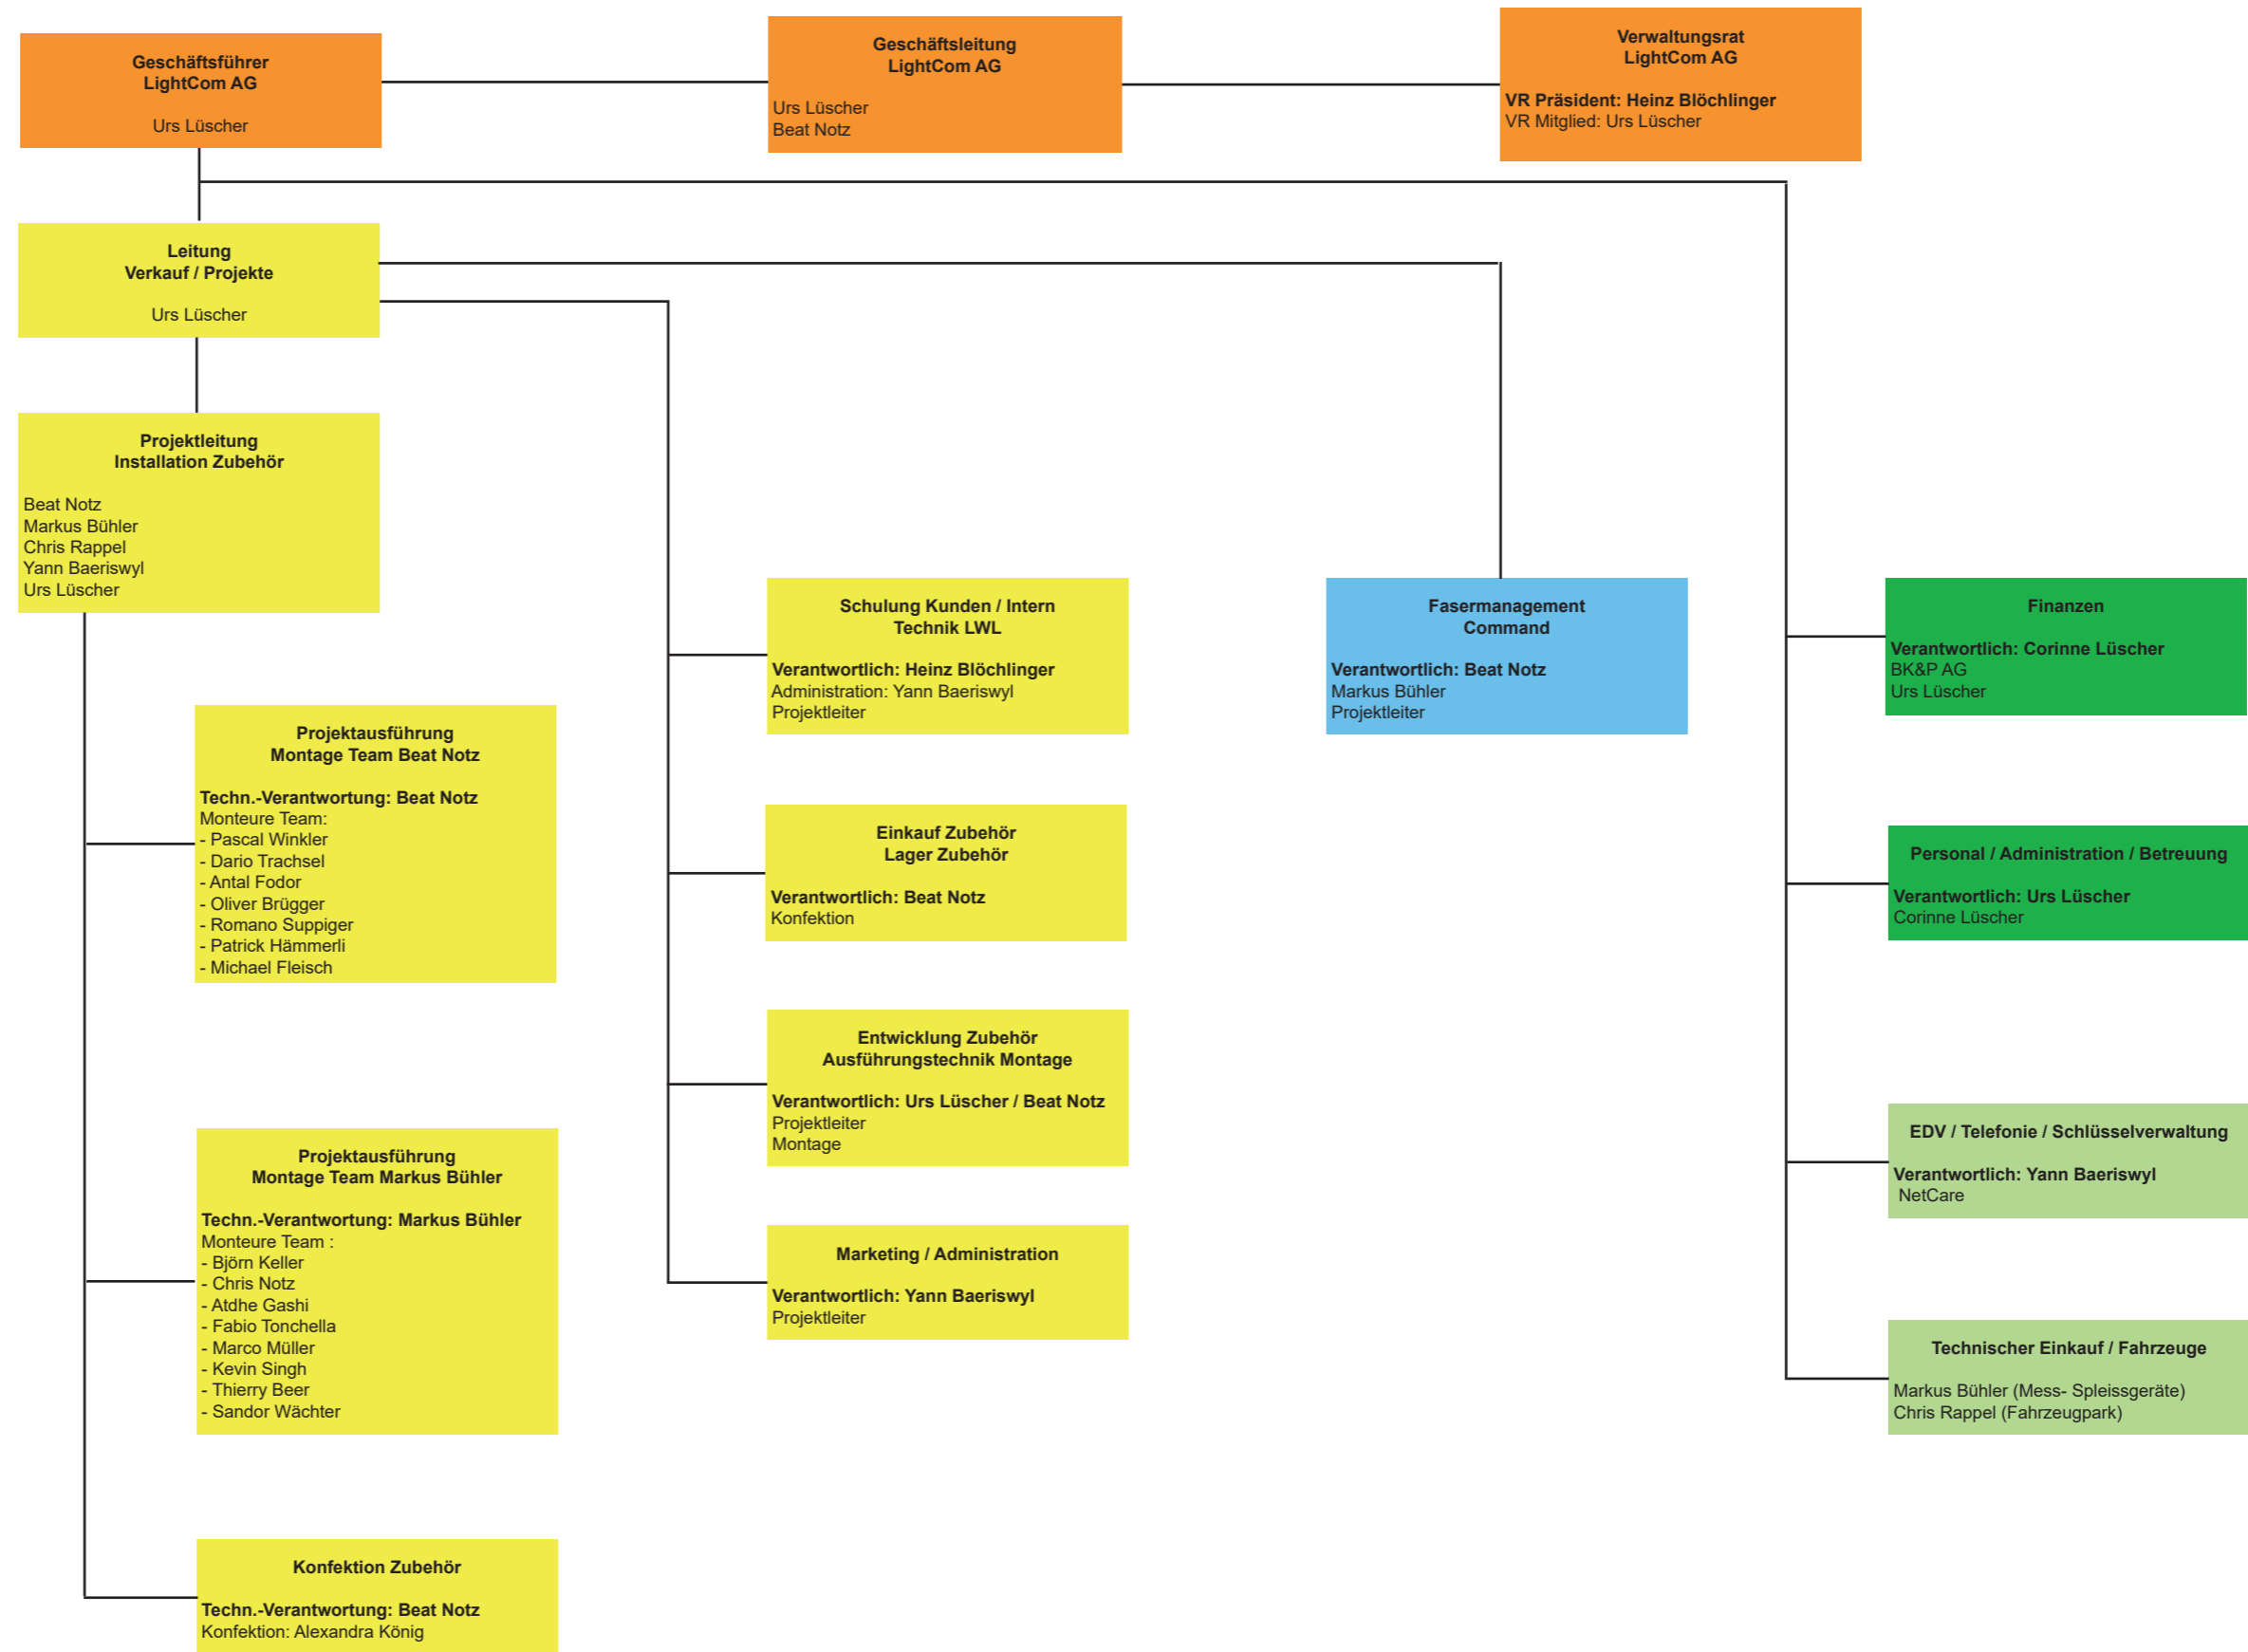 Geschäftsführer
LightCom AG
Urs Lüscher
Geschäftsleitung
LightCom AG
Urs Lüscher
Beat Notz
Verwaltungsrat
LightCom AG
VR Präsident: Heinz Blöchlinger
VR Mitglied: Urs Lüscher
Leitung
Verkauf / Projekte
Urs Lüscher
Projektleitung
Installation Zubehör
Beat Notz
Markus Bühler
Chris Rappel
Yann Baeriswyl
Urs Lüscher
Projektausführung
Montage Team Beat Notz
Techn.-Verantwortung: Beat Notz
Monteure Team:
- Pascal Winkler
- Dario Trachsel
- Antal Fodor
- Oliver Brügger
- Romano Suppiger
- Patrick Hämmerli
- Michael Fleisch
Projektausführung
Montage Team Markus Bühler
Techn.-Verantwortung: Markus Bühler
Monteure Team :
- Björn Keller
- Chris Notz
- Atdhe Gashi
- Fabio Tonchella
- Marco Müller
- Kevin Singh
- Thierry Beer
- Sandor Wächter
Konfektion Zubehör
Techn.-Verantwortung: Beat Notz
Konfektion: Alexandra König
Schulung Kunden / Intern
Technik LWL
Verantwortlich: Heinz Blöchlinger
Administration: Yann Baeriswyl
Projektleiter
Einkauf Zubehör
Lager Zubehör
Verantwortlich: Beat Notz
Konfektion
Entwicklung Zubehör
Ausführungstechnik Montage
Verantwortlich: Urs Lüscher / Beat Notz
Projektleiter
Montage
Marketing / Administration
Verantwortlich: Yann Baeriswyl
Projektleiter
Fasermanagement
Command
Verantwortlich: Beat Notz
Markus Bühler
Projektleiter
Finanzen
Verantwortlich: Corinne Lüscher
BK&P AG
Urs Lüscher
Personal / Administration / Betreuung
Verantwortlich: Urs Lüscher
Corinne Lüscher
EDV / Telefonie / Schlüsselverwaltung
Verantwortlich: Yann Baeriswyl
NetCare
Technischer Einkauf / Fahrzeuge
Markus Bühler (Mess- Spleissgeräte)
Chris Rappel (Fahrzeugpark)